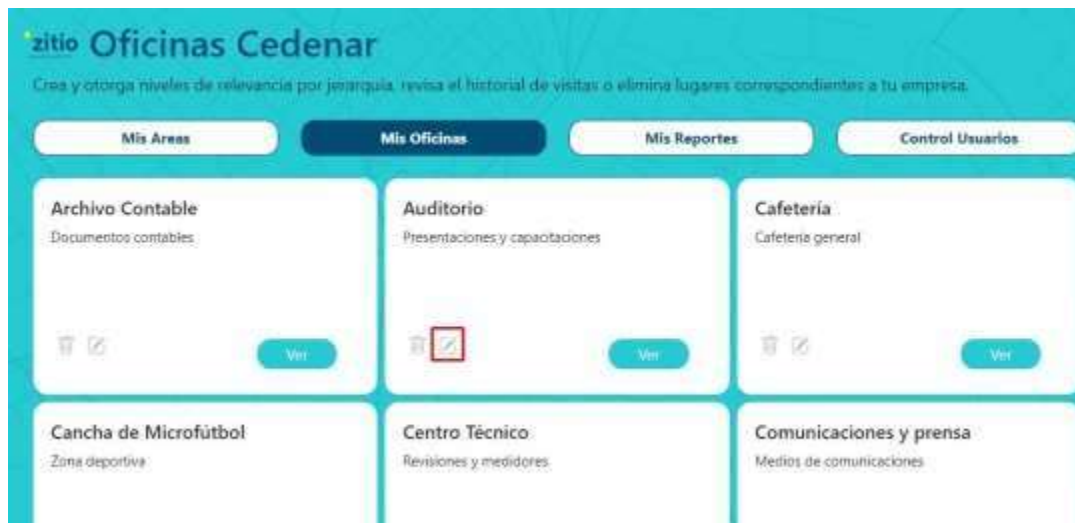 zitio Oficinas Cedenar
Crea y otorga niveles de relevancia por jerarquía, revisa el historial de visitas o elimina lugares correspondientes a tu empresa.
Mis Areas
Mis Oficinas
Mis Reportes
Control Usuarios
Archivo Contable
Documentos contables
Ver
Auditorio
Presentaciones y capacitaciones
Ver
Cafetería
Cafeteria general
Ver
Cancha de Microfútbol
Zona deportiva
Centro Técnico
Revisiones y medidores
Comunicaciones y prensa
Medios de comunicaciones